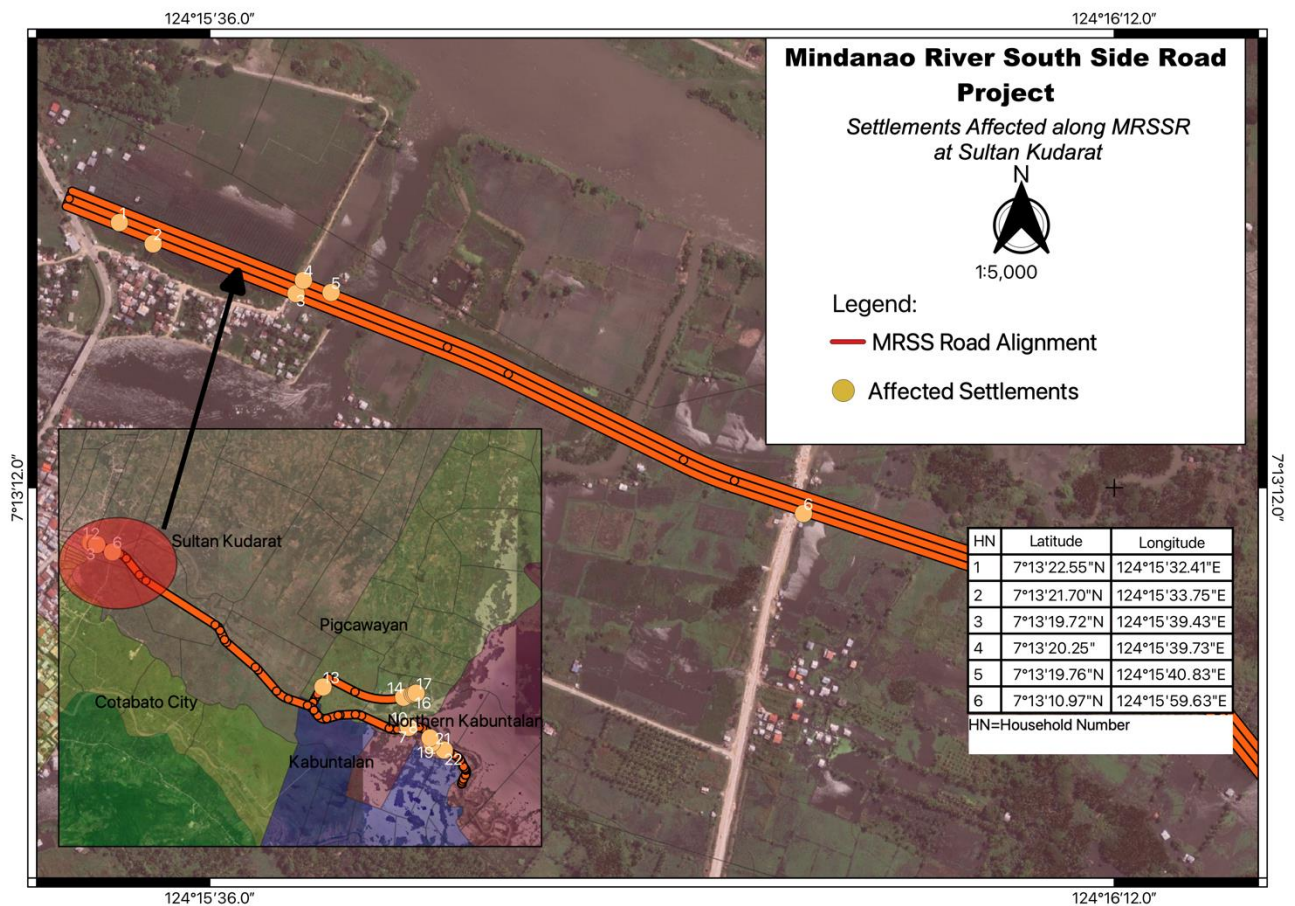 124°15'36.0"
124°16'12.0"
Mindanao River South Side Road
Project
Settlements Affected along MRSSR
at Sultan Kudarat
N
1:5,000
Legend:
MRSS Road Alignment
Affected Settlements
1
2
4
5
3
6
7°13'12.0"
7°13'12.0"
12
6
3
Sultan Kudarat
Pigcawayan
13
17
14
16
Cotabato City
Northern Kabuntalan
7
21
19
22
Kabuntalan
HN Latitude Longitude
1 7°13'22.55"N 124°15'32.41"E
2 7°13'21.70"N 124°15'33.75"E
3 7°13'19.72"N 124°15'39.43"E
4 7°13'20.25" 124°15'39.73"E
5 7°13'19.76"N 124°15'40.83"E
6 7°13'10.97"N 124°15'59.63"E
HN=Household Number
124°15'36.0"
124°16'12.0"